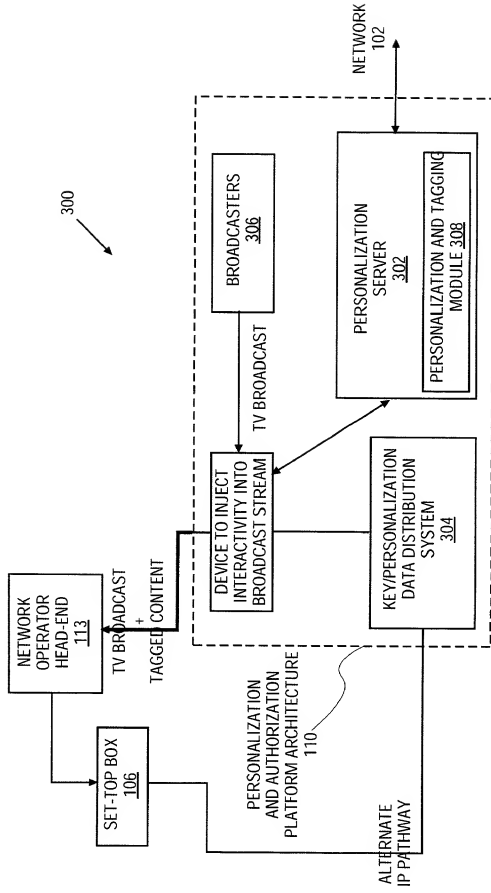 300
NETWORK
OPERATOR
HEAD-END
113
SET-TOP BOX
106
TV BROADCAST
+
TAGGED CONTENT
BROADCASTERS
306
TV BROADCAST
DEVICE TO INJECT
INTERACTIVITY INTO
BROADCAST STREAM
NETWORK
102
PERSONALIZATION
SERVER
302
PERSONALIZATION AND TAGGING
MODULE 308
KEY/PERSONALIZATION
DATA DISTRIBUTION
SYSTEM
304
PERSONALIZATION
AND AUTHORIZATION
PLATFORM ARCHITECTURE
110
ALTERNATE
IP PATHWAY